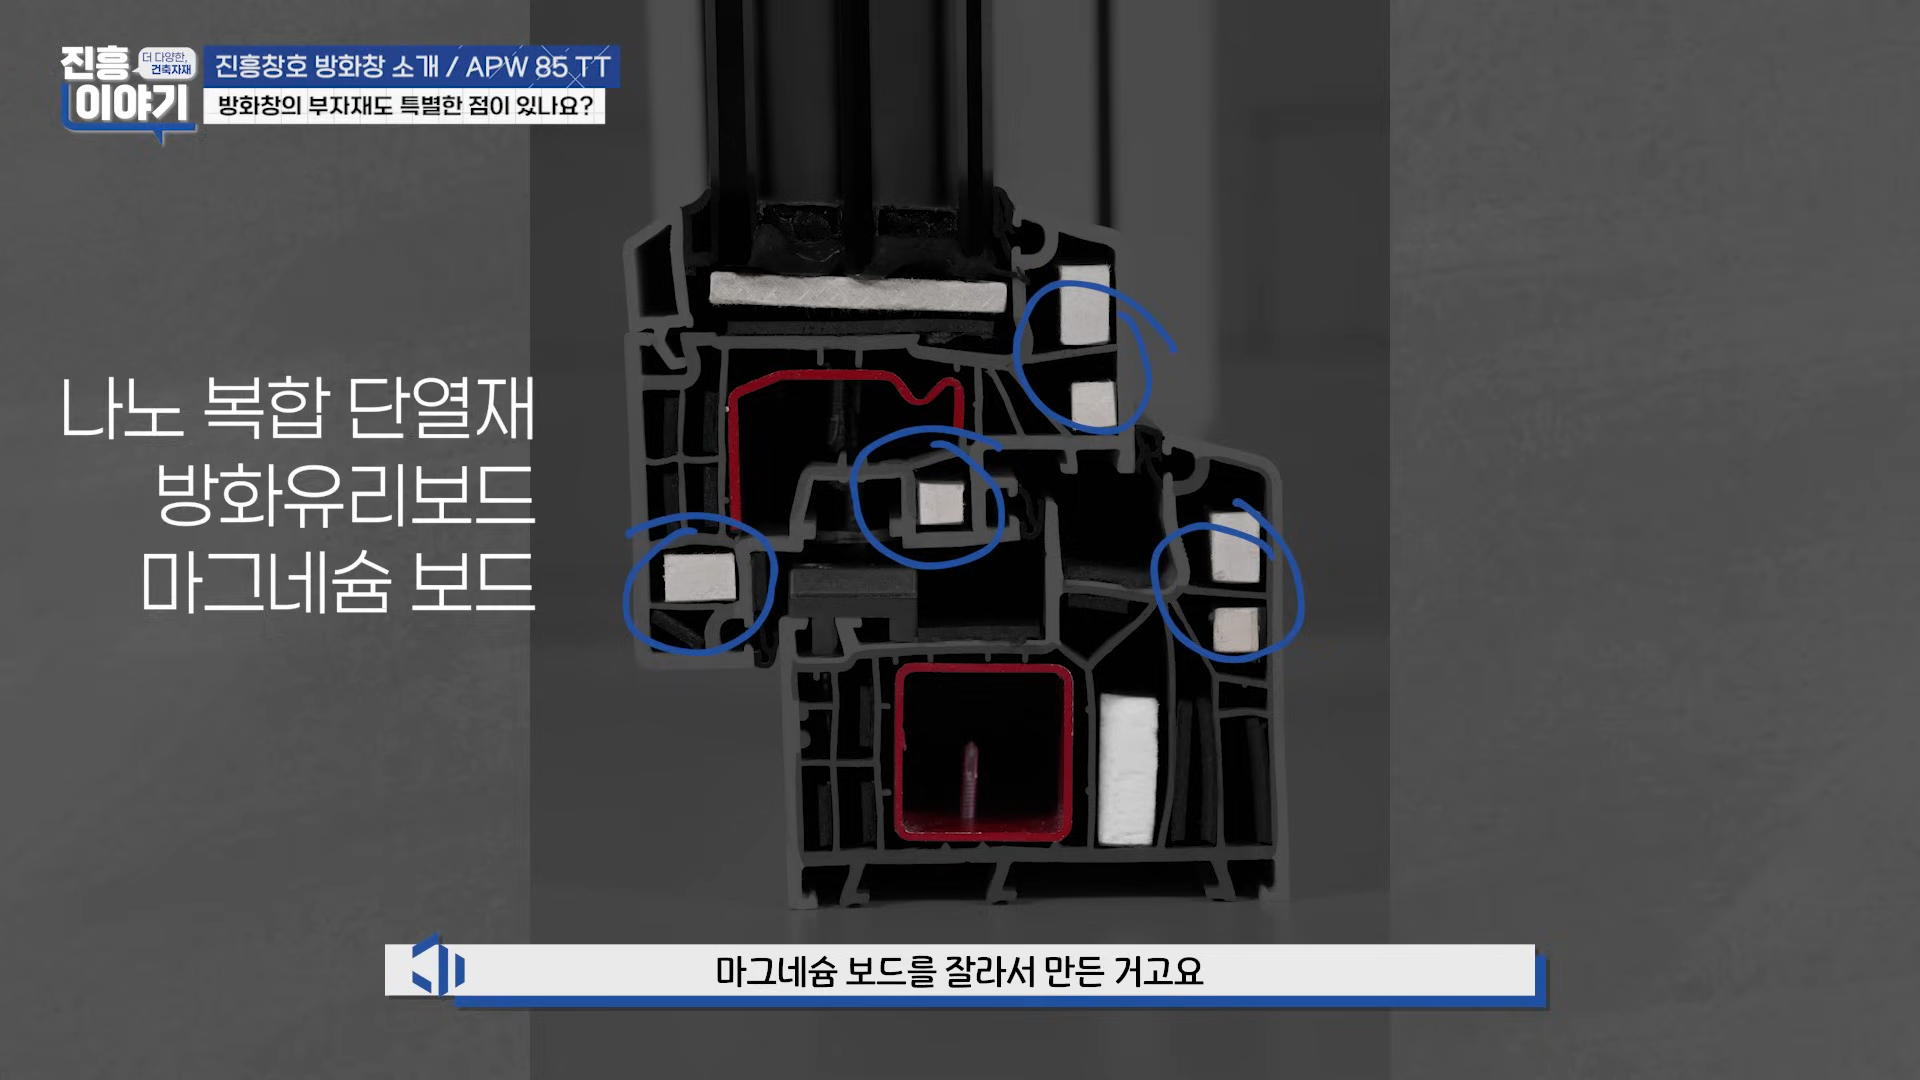 진흥
더 다양한,
건축자재
이야기
진흥창호 방화창 소개 / APW 85 TT
방화창의 부자재도 특별한 점이 있나요?
나노 복합 단열재
방화유리보드
마그네슘 보드
마그네슘 보드를 잘라서 만든 거고요